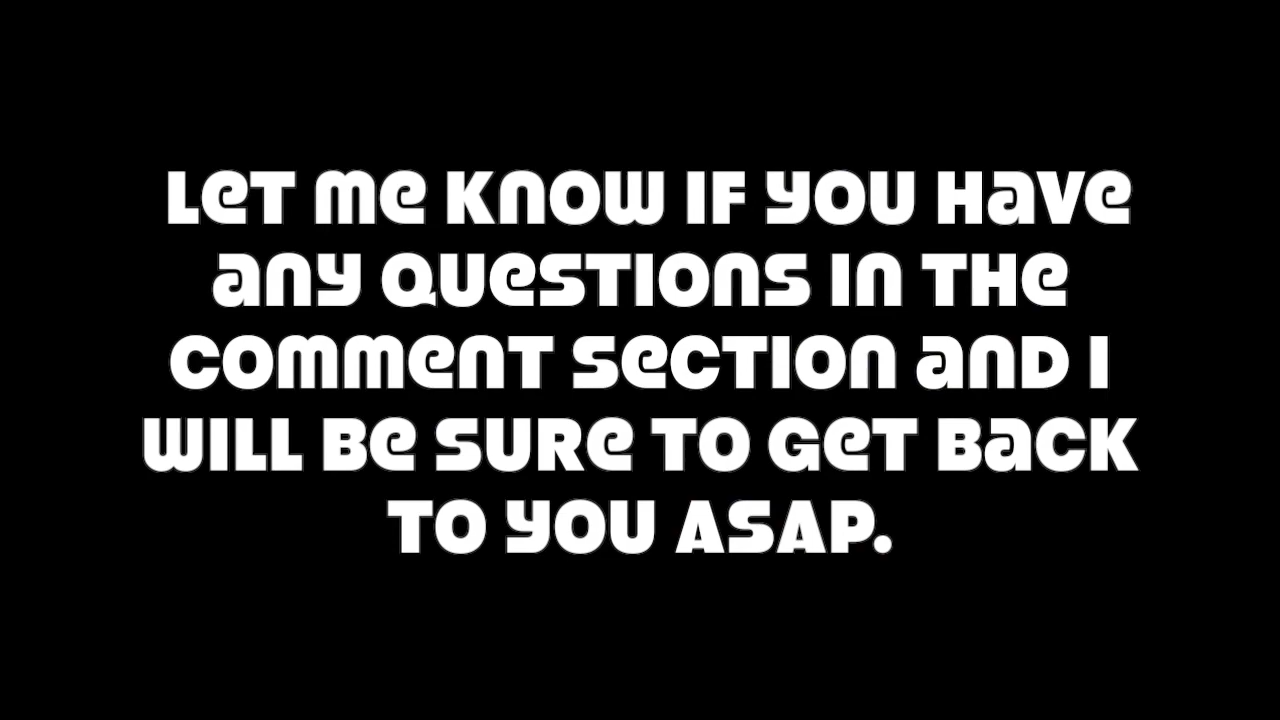 Let me know if you have
any questions in the
comment section and I
will be sure to get back
to you ASAP.